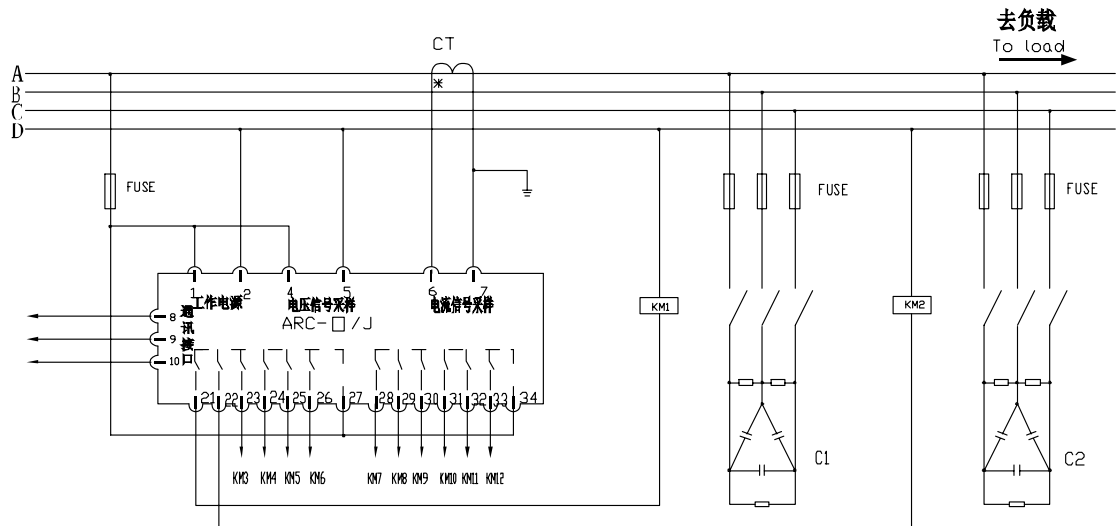 去负载
To load
CT
*
A
B
C
D
FUSE
FUSE
FUSE
1 2 4 5 6 7
工作电源 电压信号采样 电流信号采样
ARC-□/J
8
9
10
通讯接口
KM1
KM2
21 22 23 24 25 26 27 28 29 30 31 32 33 34
KM3 KM4 KM5 KM6 KM7 KM8 KM9 KM10 KM11 KM12
C1
C2